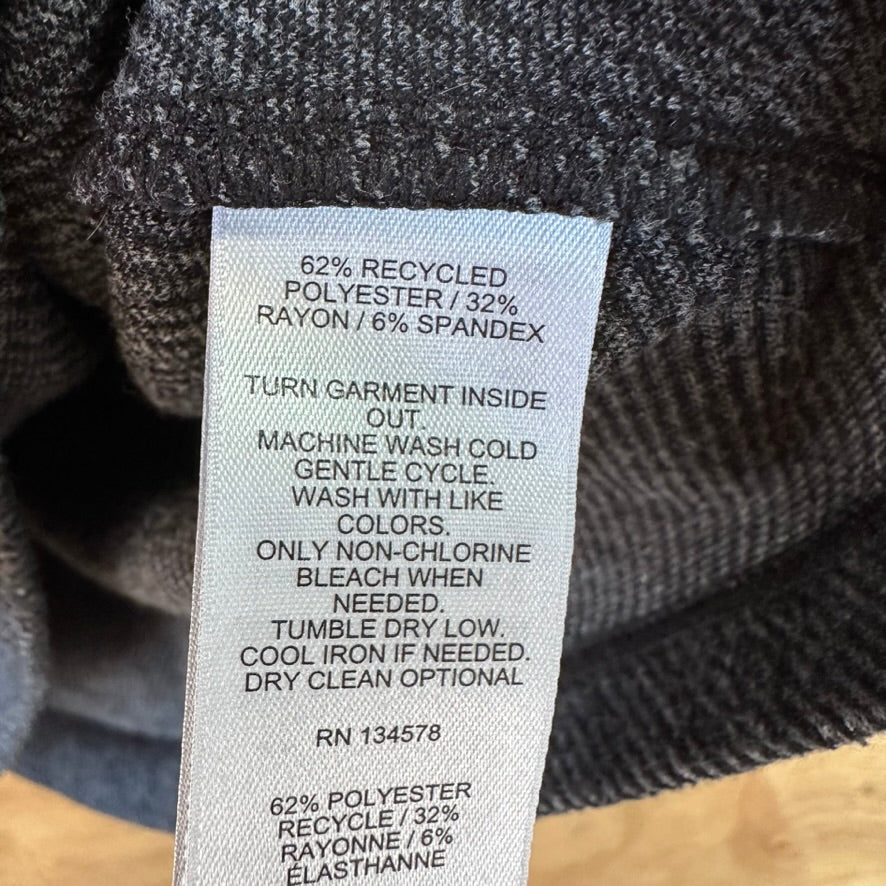 62% RECYCLED
POLYESTER / 32%
RAYON / 6% SPANDEX
TURN GARMENT INSIDE
OUT.
MACHINE WASH COLD
GENTLE CYCLE.
WASH WITH LIKE
COLORS.
ONLY NON-CHLORINE
BLEACH WHEN
NEEDED.
TUMBLE DRY LOW.
COOL IRON IF NEEDED.
DRY CLEAN OPTIONAL
RN 134578
62% POLYESTER
RECYCLE / 32%
RAYONNE / 6%
ÉLASTHANNE